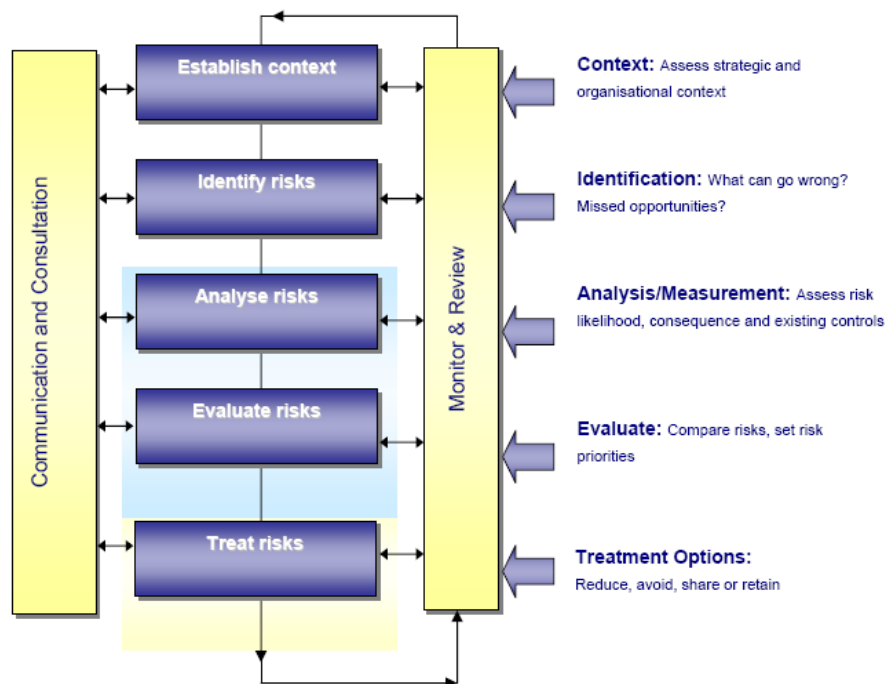 Communication and Consultation
Establish context
Identify risks
Analyse risks
Evaluate risks
Treat risks
Monitor & Review
Context: Assess strategic and
organisational context
Identification: What can go wrong?
Missed opportunities?
Analysis/Measurement: Assess risk
likelihood, consequence and existing controls
Evaluate: Compare risks, set risk
priorities
Treatment Options:
Reduce, avoid, share or retain